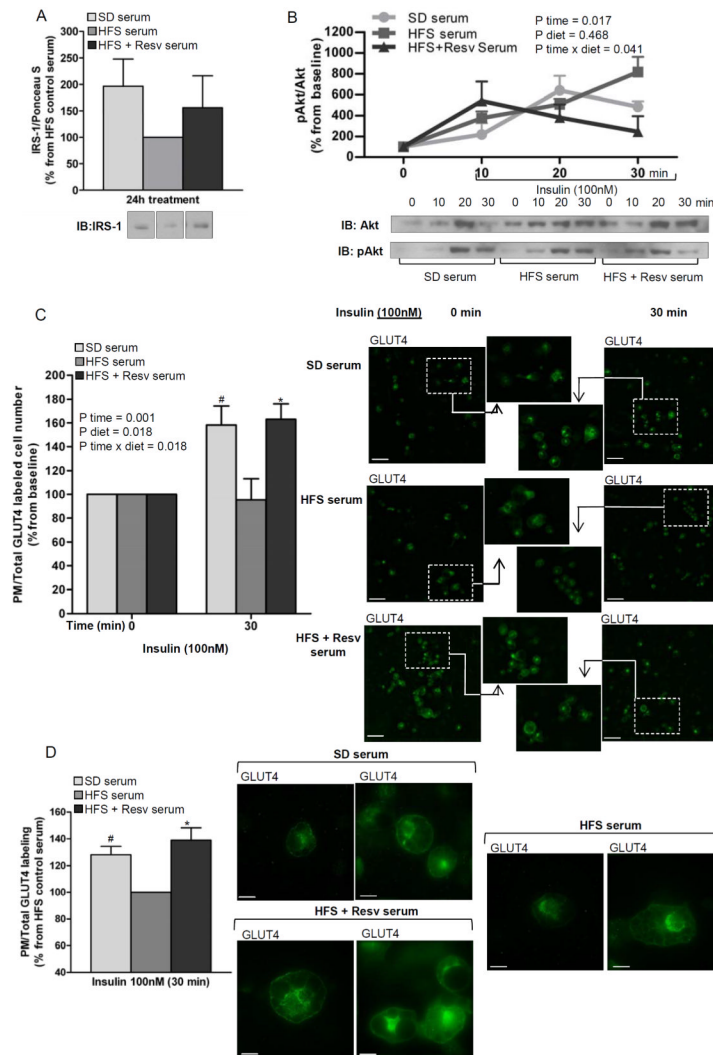 A
SD serum
HFS serum
HFS + Resv serum
IRS-1/Ponceau S
(% from HFS control serum)
300
250
200
150
100
50
0
24h treatment
IB:IRS-1
B
SD serum
HFS serum
HFS+Resv Serum
P time = 0.017
P diet = 0.468
P time x diet = 0.041
pAkt/Akt
(% from baseline)
1200
1000
800
600
400
200
0
0 10 20 30 min
Insulin (100nM)
0 10 20 30 0 10 20 30 0 10 20 30 min
IB: Akt
IB: pAkt
SD serum HFS serum HFS + Resv serum
C
SD serum
HFS serum
HFS + Resv serum
P time = 0.001
P diet = 0.018
P time x diet = 0.018
PM/Total GLUT4 labeled cell number
(% from baseline)
200
180
160
140
120
100
80
60
40
20
0
# *
Time (min) 0 30
Insulin (100nM)
Insulin (100nM) 0 min 30 min
SD serum
GLUT4 GLUT4
HFS serum
GLUT4 GLUT4
HFS + Resv
serum
GLUT4 GLUT4
D
SD serum
HFS serum
HFS + Resv serum
PM/Total GLUT4 labeling
(% from HFS control serum)
160
140
120
100
80
60
40
# *
Insulin 100nM (30 min)
SD serum
GLUT4 GLUT4
HFS serum
GLUT4 GLUT4
HFS + Resv serum
GLUT4 GLUT4